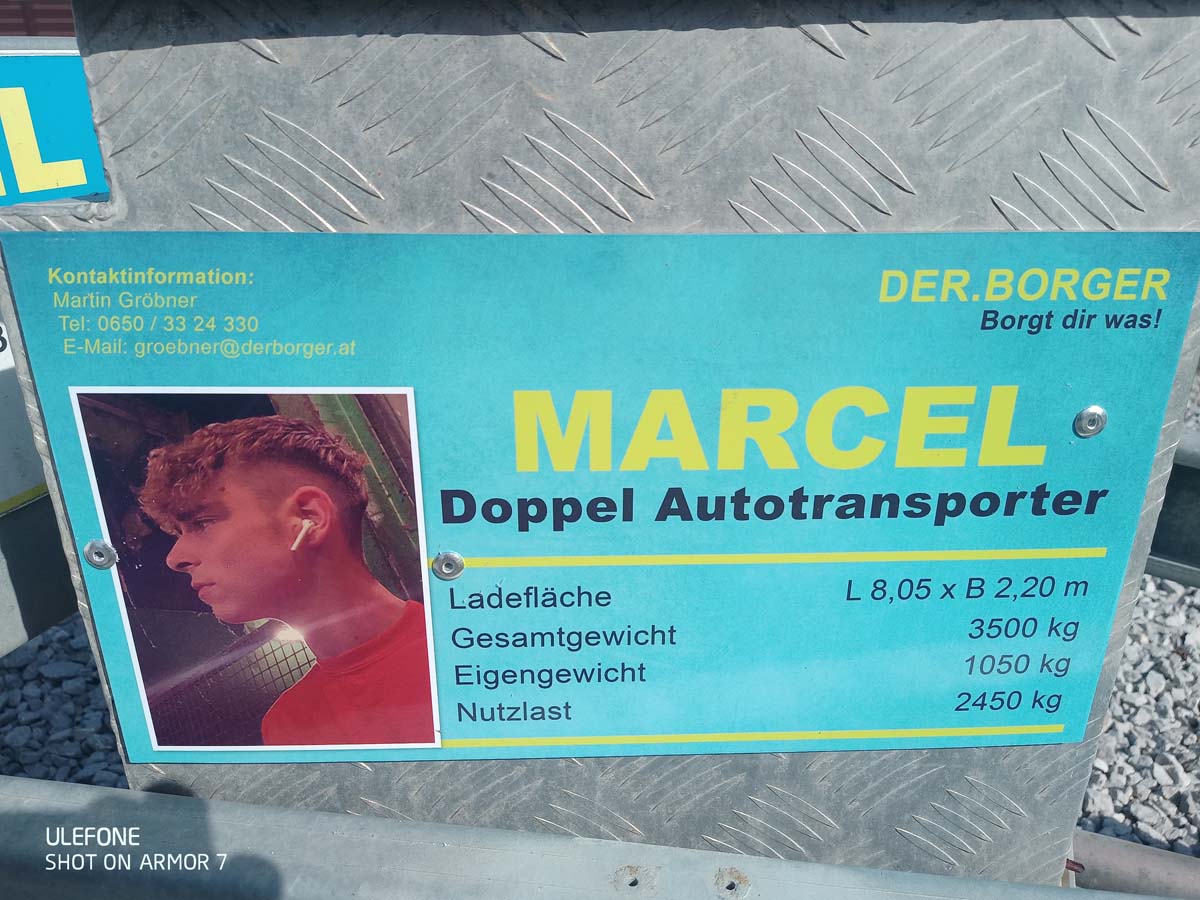 L
Kontaktinformation:
Martin Gröbner
Tel: 0650 / 33 24 330
E-Mail: groebner@derborger.at
DER.BORGER
Borgt dir was!
MARCEL
Doppel Autotransporter
Ladefläche L 8,05 x B 2,20 m
Gesamtgewicht 3500 kg
Eigengewicht 1050 kg
Nutzlast 2450 kg
ULEFONE
SHOT ON ARMOR 7